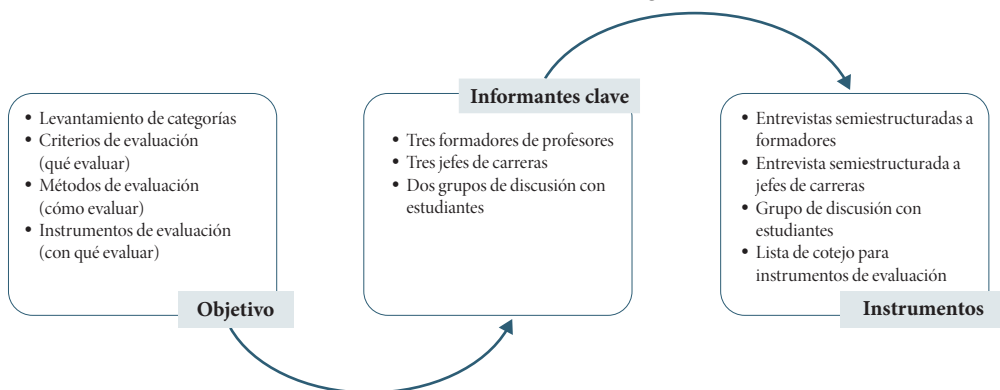 • Levantamiento de categorías
• Criterios de evaluación
(qué evaluar)
• Métodos de evaluación
(cómo evaluar)
• Instrumentos de evaluación
(con qué evaluar)
Objetivo
Informantes clave
• Tres formadores de profesores
• Tres jefes de carreras
• Dos grupos de discusión con
estudiantes
• Entrevistas semiestructuradas a
formadores
• Entrevista semiestructurada a
jefes de carreras
• Grupo de discusión con
estudiantes
• Lista de cotejo para
instrumentos de evaluación
Instrumentos